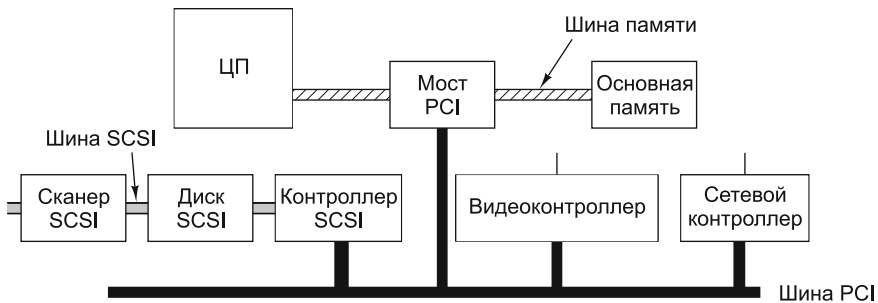 Шина памяти
ЦП
Мост
PCI
Основная
память
Шина SCSI
Сканер
SCSI
Диск
SCSI
Контроллер
SCSI
Видеоконтроллер
Сетевой
контроллер
Шина PCI